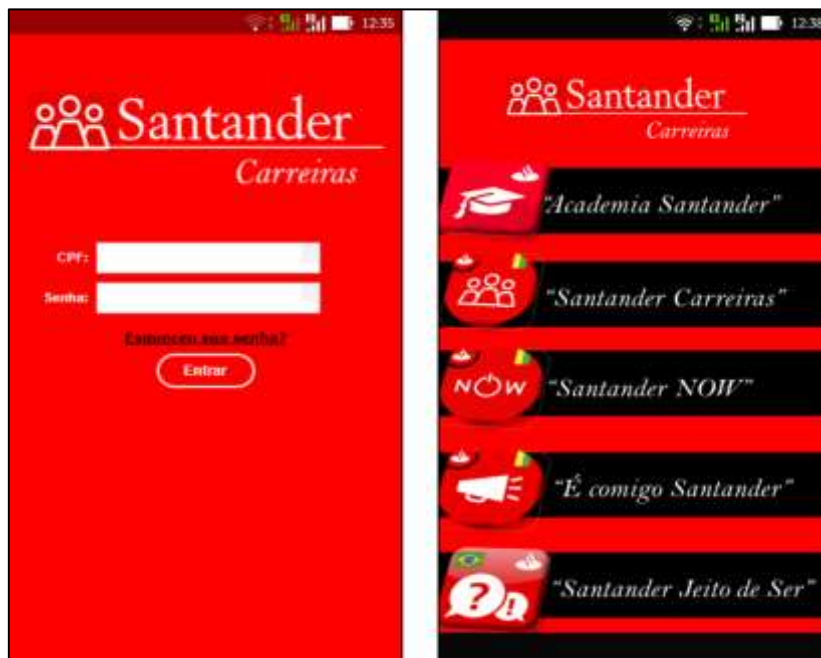 12:35
Santander
Carreiras
CPF:
Senha:
Esqueceu sua senha?
Entrar
12:38
Santander
Carreiras
"Academia Santander"
"Santander Carreiras"
NOW
"Santander NOW"
"É comigo Santander"
? !
"Santander Jeito de Ser"